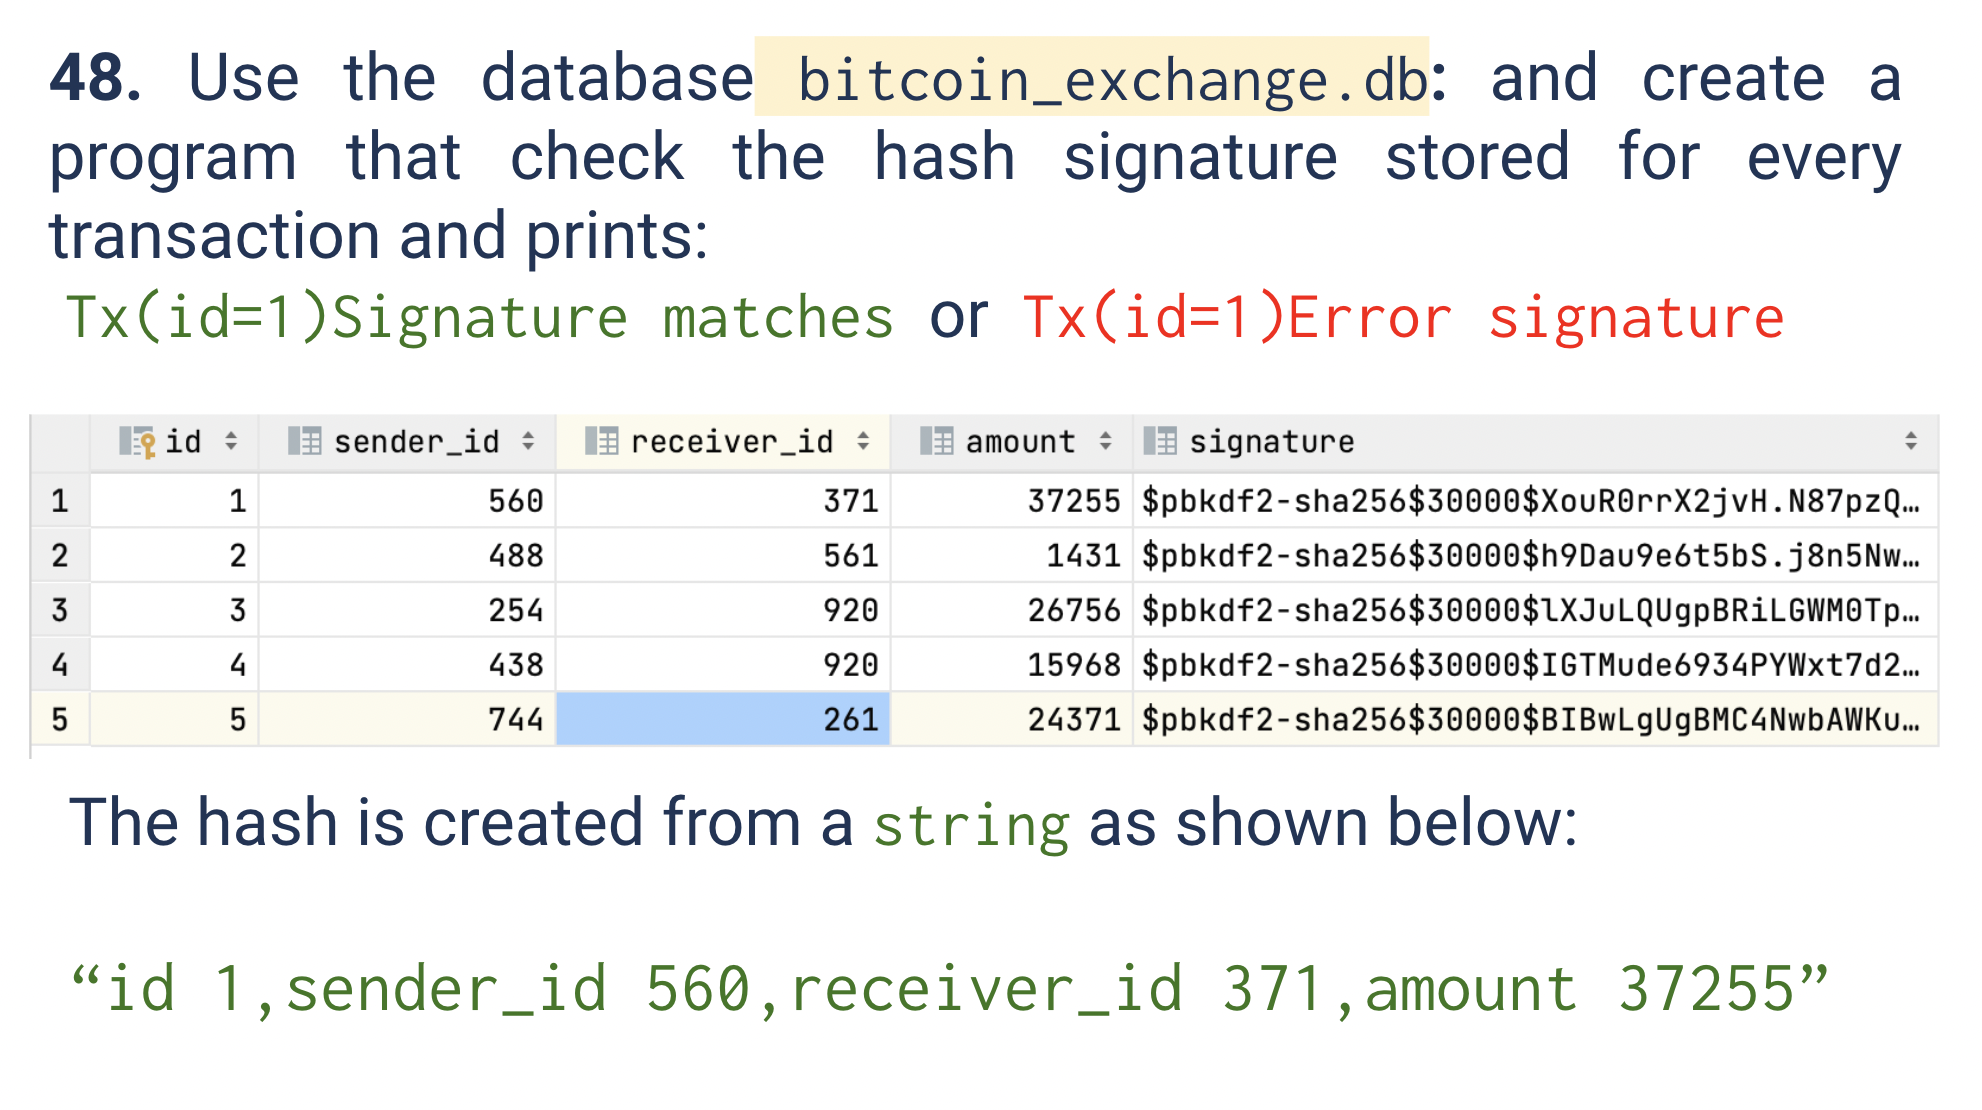 48. Use the database bitcoin_exchange.db: and create a
program that check the hash signature stored for every
transaction and prints:
Tx(id=1)Signature matches or Tx(id=1)Error signature
id sender_id receiver_id amount signature
1 1 560 371 37255 $pbkdf2-sha256$30000$XouR0rrX2jvH.N87pzQ…
2 2 488 561 1431 $pbkdf2-sha256$30000$h9Dau9e6t5bS.j8n5Nw…
3 3 254 920 26756 $pbkdf2-sha256$30000$lXJuLQUgpBRiLGWM0Tp…
4 4 438 920 15968 $pbkdf2-sha256$30000$IGTMude6934PYWxt7d2…
5 5 744 261 24371 $pbkdf2-sha256$30000$BIBwLgUgBMC4NwbAWKu…
The hash is created from a string as shown below:
“id 1,sender_id 560,receiver_id 371,amount 37255”